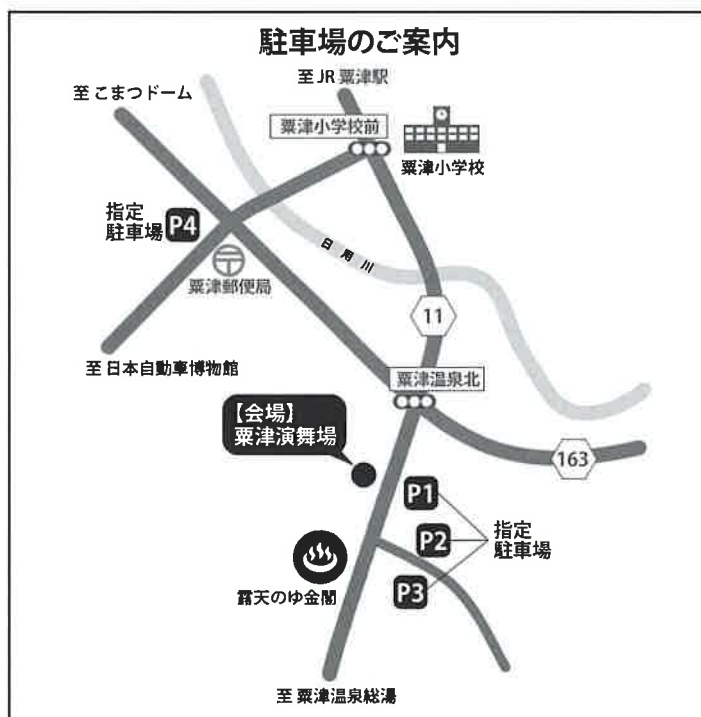 駐車場のご案内
至 JR 粟津駅
至 こまつドーム
粟津小学校前
粟津小学校
指定
駐車場
P4
日用川
粟津郵便局
11
至 日本自動車博物館
粟津温泉北
【会場】
粟津演舞場
163
P1
指定
駐車場
P2
P3
露天のゆ金閣
至 粟津温泉総湯